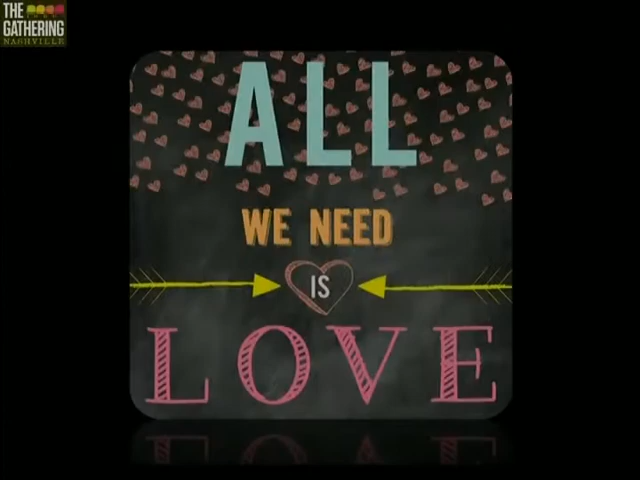 THE
GATHERING
NASHVILLE
ALL
WE NEED
IS
LOVE